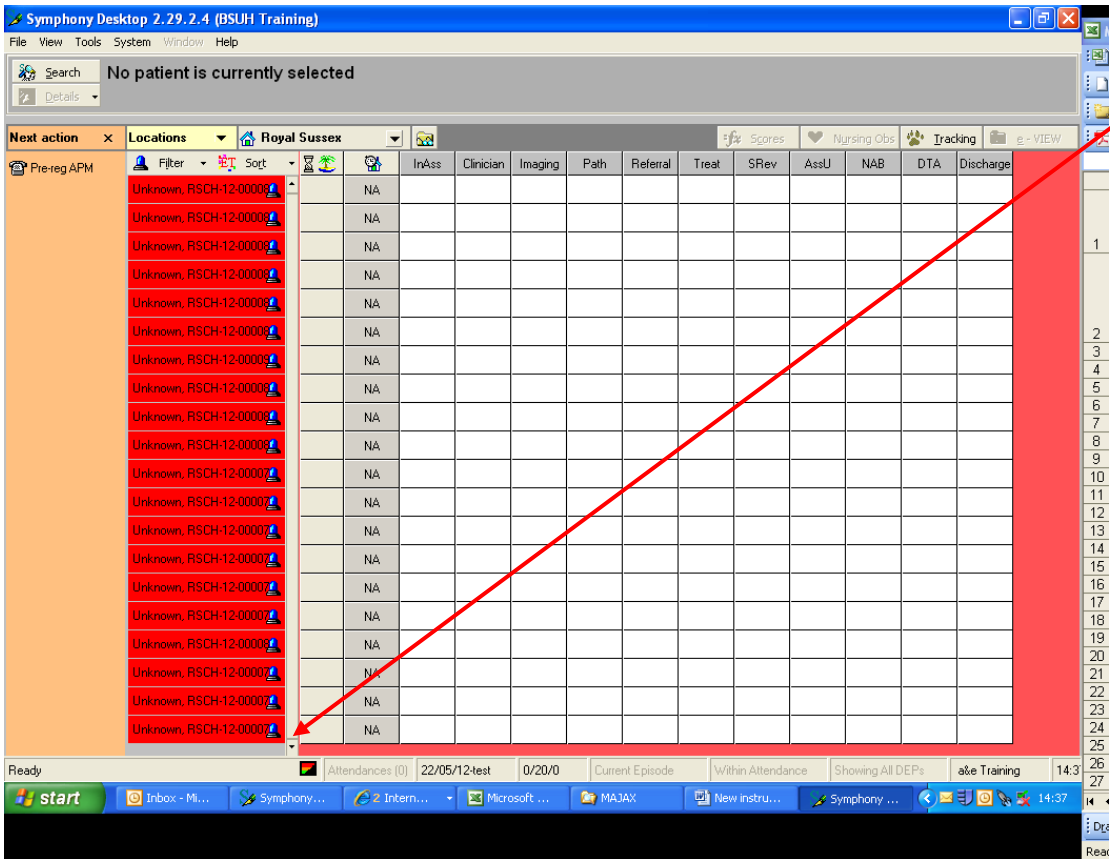 Symphony Desktop 2.29.2.4 (BSUH Training)
File View Tools System Window Help
Search No patient is currently selected
Details
Next action x Locations Royal Sussex Scores Nursing Obs Tracking e - VIEW
Pre-reg APM Filter Sort InAss Clinician Imaging Path Referral Treat SRev AssU NAB DTA Discharge
Unknown, RSCH-12-00008 NA
Unknown, RSCH-12-00008 NA
Unknown, RSCH-12-00008 NA
Unknown, RSCH-12-00008 NA
Unknown, RSCH-12-00008 NA
Unknown, RSCH-12-00008 NA
Unknown, RSCH-12-00009 NA
Unknown, RSCH-12-00008 NA
Unknown, RSCH-12-00008 NA
Unknown, RSCH-12-00008 NA
Unknown, RSCH-12-00007 NA
Unknown, RSCH-12-00007 NA
Unknown, RSCH-12-00007 NA
Unknown, RSCH-12-00007 NA
Unknown, RSCH-12-00007 NA
Unknown, RSCH-12-00007 NA
Unknown, RSCH-12-00008 NA
Unknown, RSCH-12-00007 NA
Unknown, RSCH-12-00007 NA
Unknown, RSCH-12-00007 NA
Ready Attendances (0) 22/05/12-test 0/20/0 Current Episode Within Attendance Showing All DEPs a&e Training 14:3
start Inbox - Mi... Symphony... 2 Intern... Microsoft ... MAJAX New instru... Symphony ... 14:37
1
2
3
4
5
6
7
8
9
10
11
12
13
14
15
16
17
18
19
20
21
22
23
24
25
26
27
Dra
Read